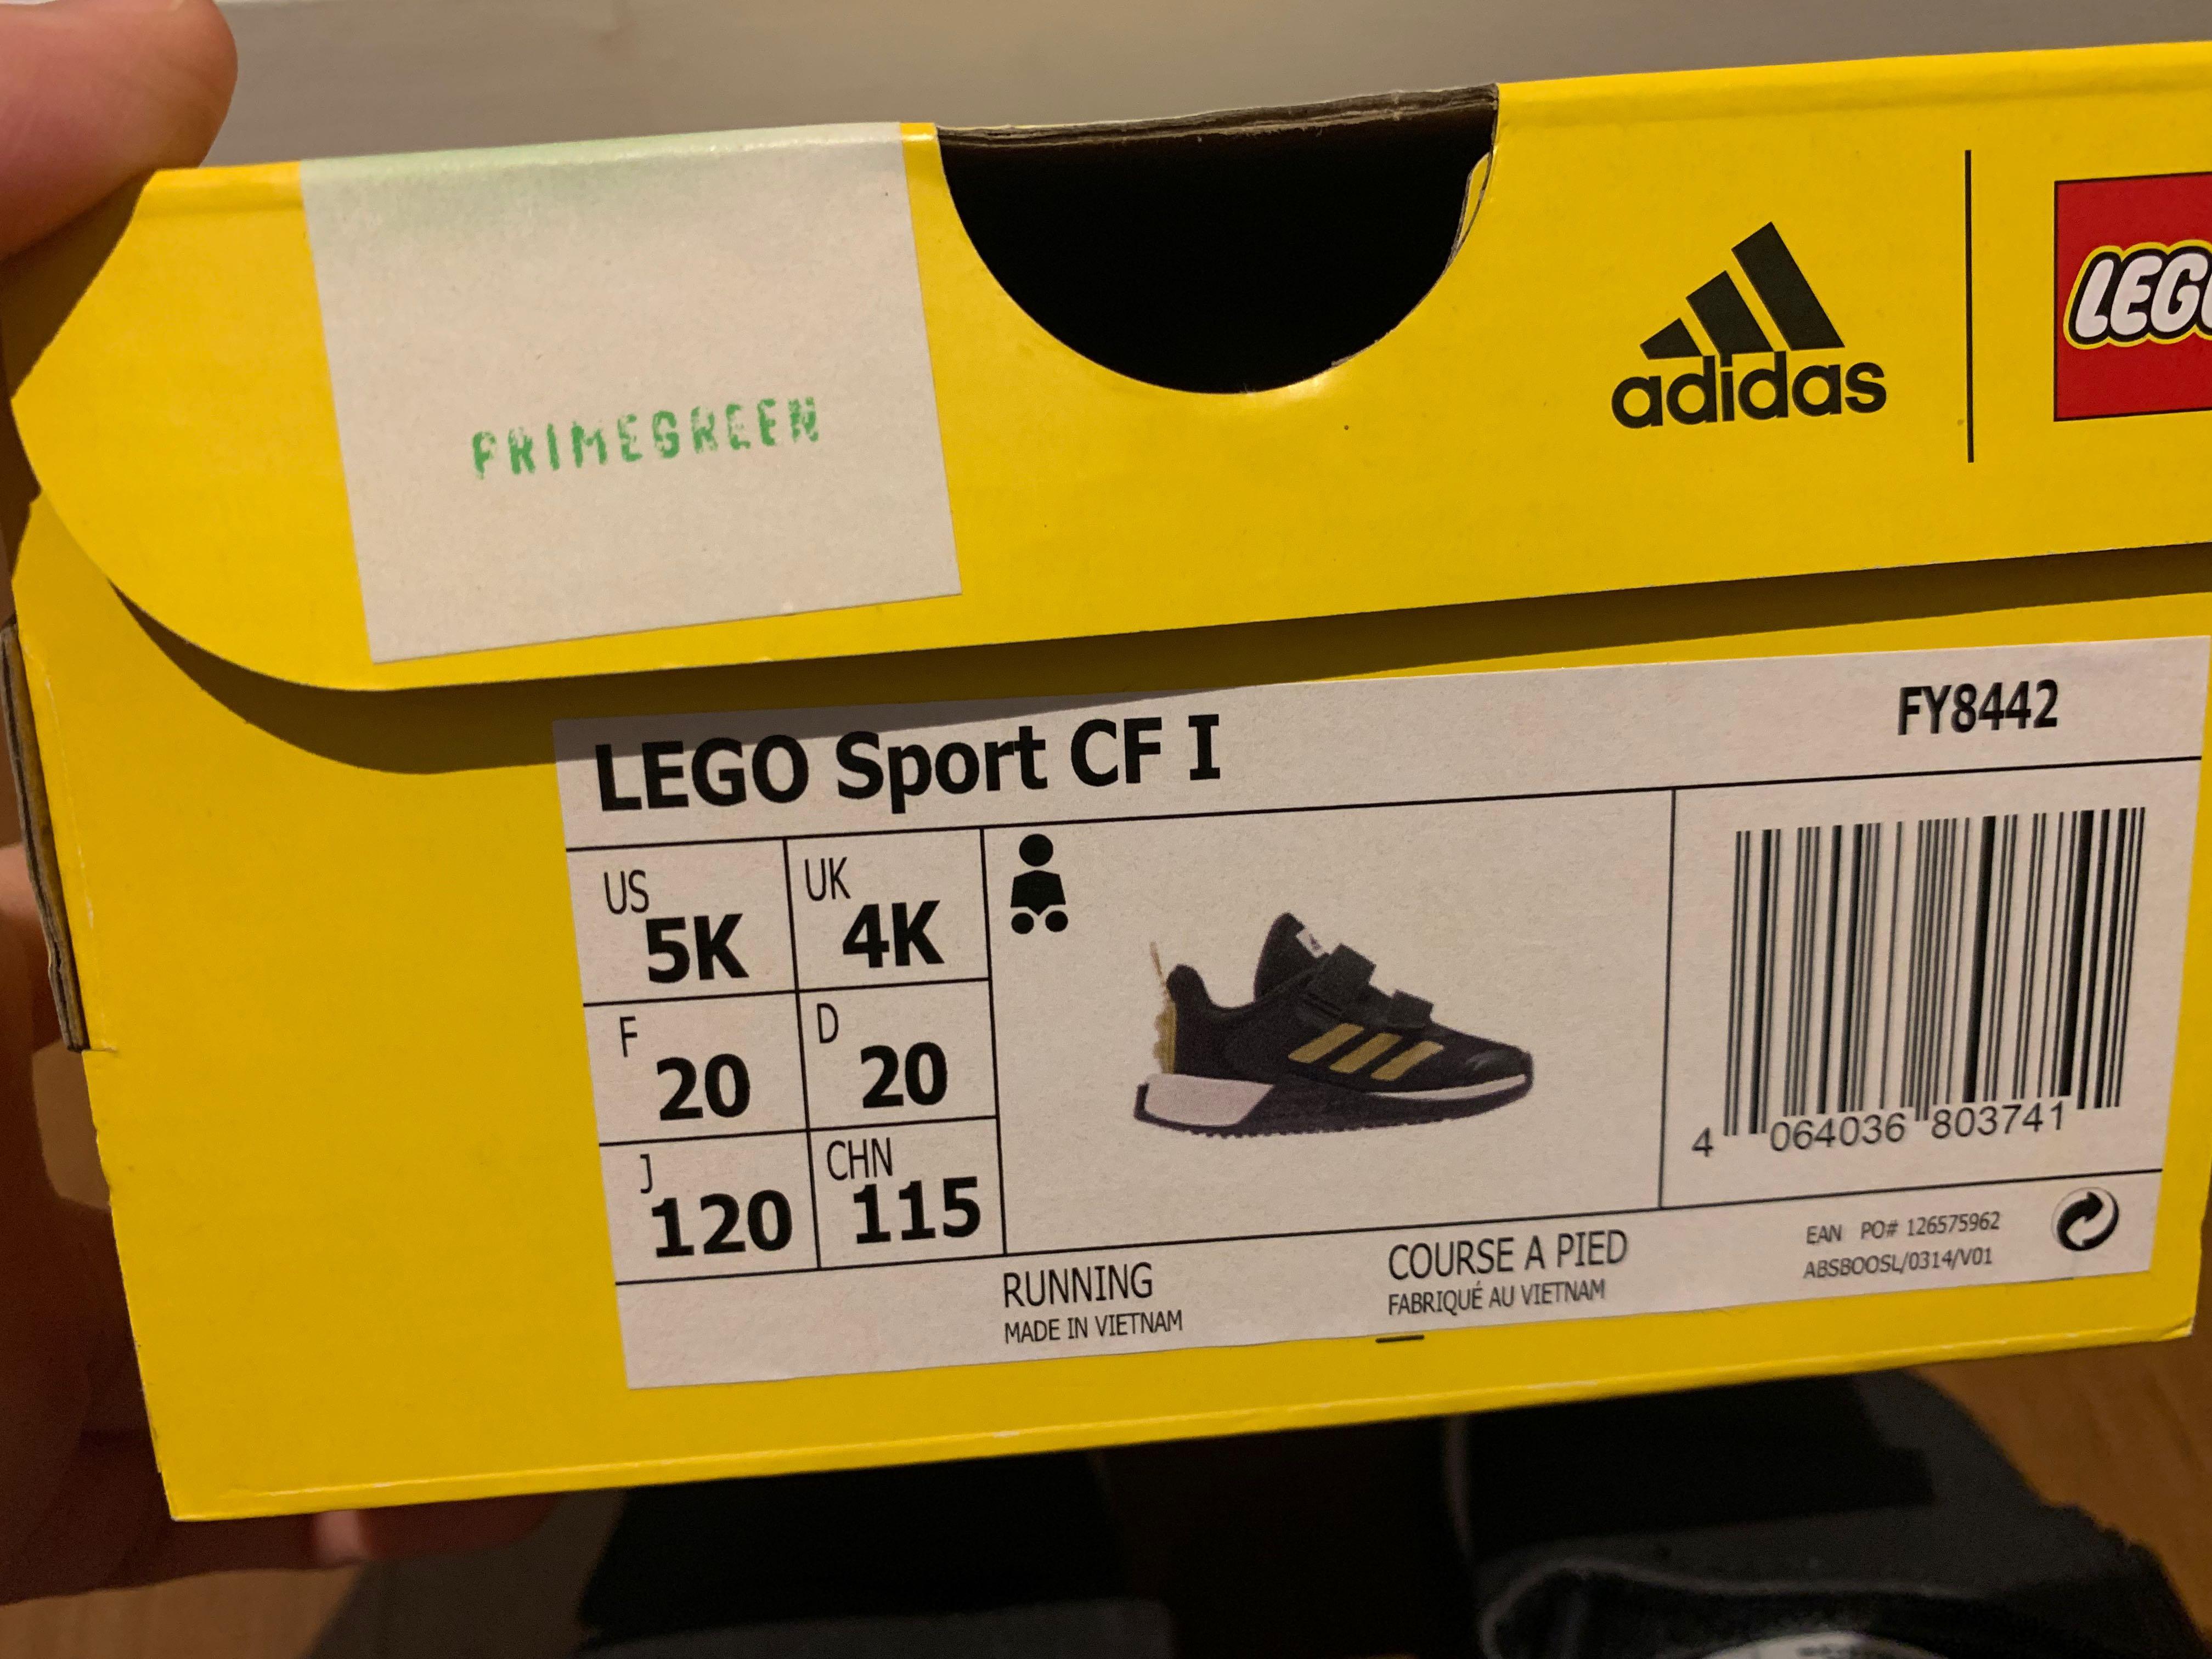 PRIMEGREEN
adidas
LEGO
LEGO Sport CF I
FY8442
US 5K
UK 4K
F 20
D 20
J 120
CHN 115
4 064036 803741
RUNNING
MADE IN VIETNAM
COURSE A PIED
FABRIQUÉ AU VIETNAM
EAN PO# 126575962
ABSBOOSL/0314/V01